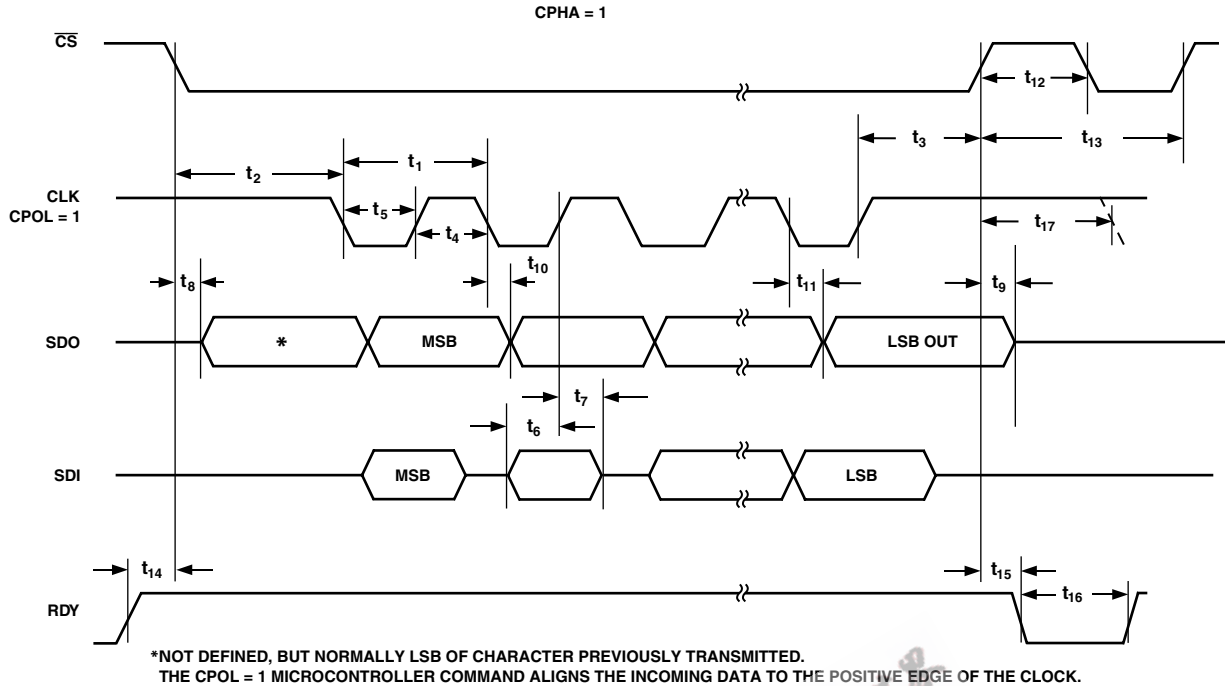 CPHA = 1
CS
t12
t3
t13
t1
t2
CLK
CPOL = 1
t5
t4
t17
t10
t8
t11
t9
SDO
*
MSB
LSB OUT
t7
t6
SDI
MSB
LSB
t14
t15
t16
RDY
*NOT DEFINED, BUT NORMALLY LSB OF CHARACTER PREVIOUSLY TRANSMITTED.
THE CPOL = 1 MICROCONTROLLER COMMAND ALIGNS THE INCOMING DATA TO THE POSITIVE EDGE OF THE CLOCK.